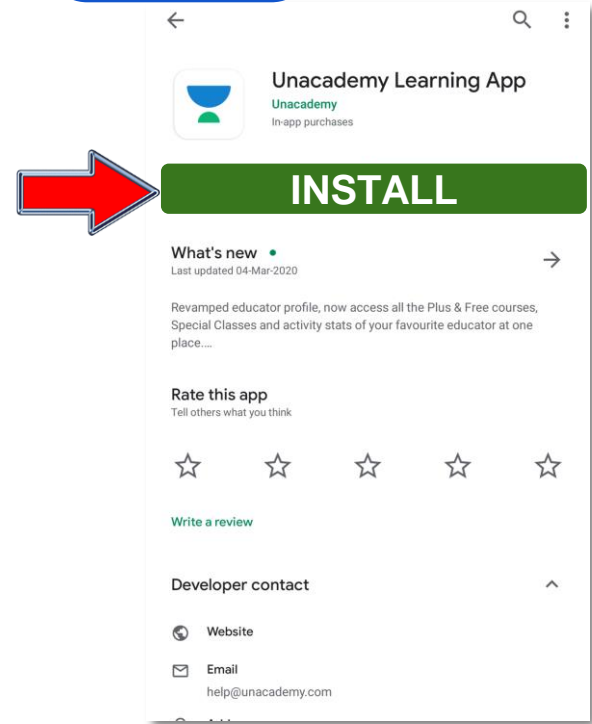 Unacademy Learning App
Unacademy
In-app purchases
INSTALL
What's new
Last updated 04-Mar-2020
Revamped educator profile, now access all the Plus & Free courses,
Special Classes and activity stats of your favourite educator at one
place....
Rate this app
Tell others what you think
Write a review
Developer contact
Website
Email
help@unacademy.com